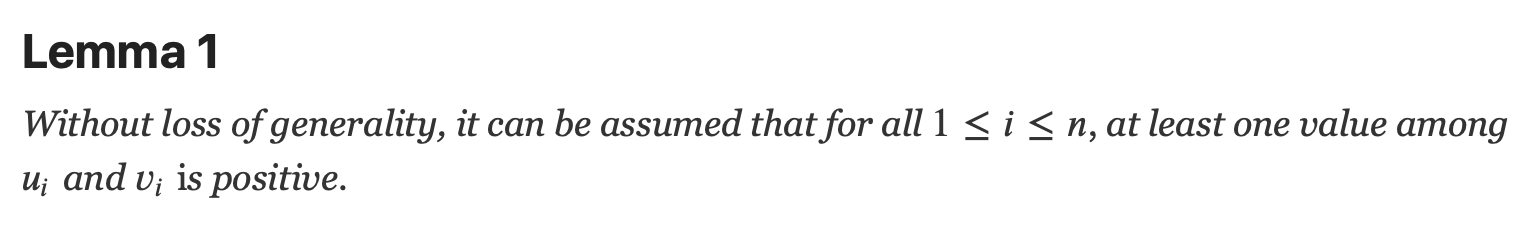 Lemma 1
Without loss of generality, it can be assumed that for all 1 ≤ i ≤ n, at least one value among
uᵢ and vᵢ is positive.